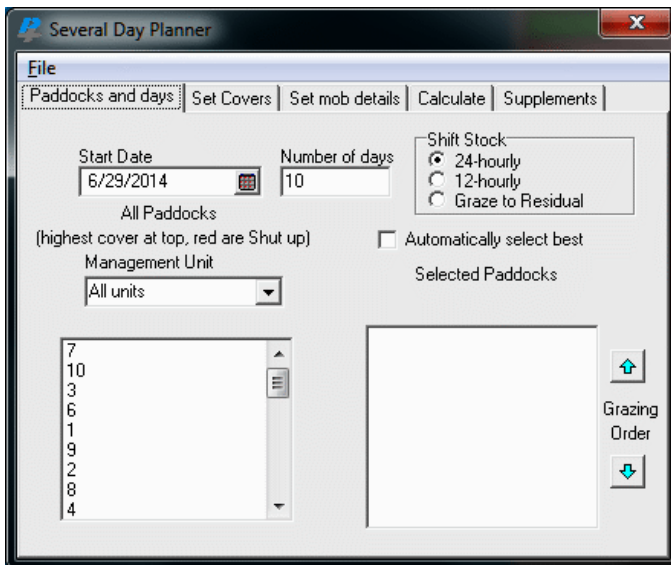 Several Day Planner
File
Paddocks and days Set Covers Set mob details Calculate Supplements
Start Date Number of days Shift Stock
6/29/2014 10 24-hourly
12-hourly
Graze to Residual
All Paddocks
(highest cover at top, red are Shut up) Automatically select best
Management Unit Selected Paddocks
All units
7
10
3
6
1
9
2
8
4
Grazing
Order